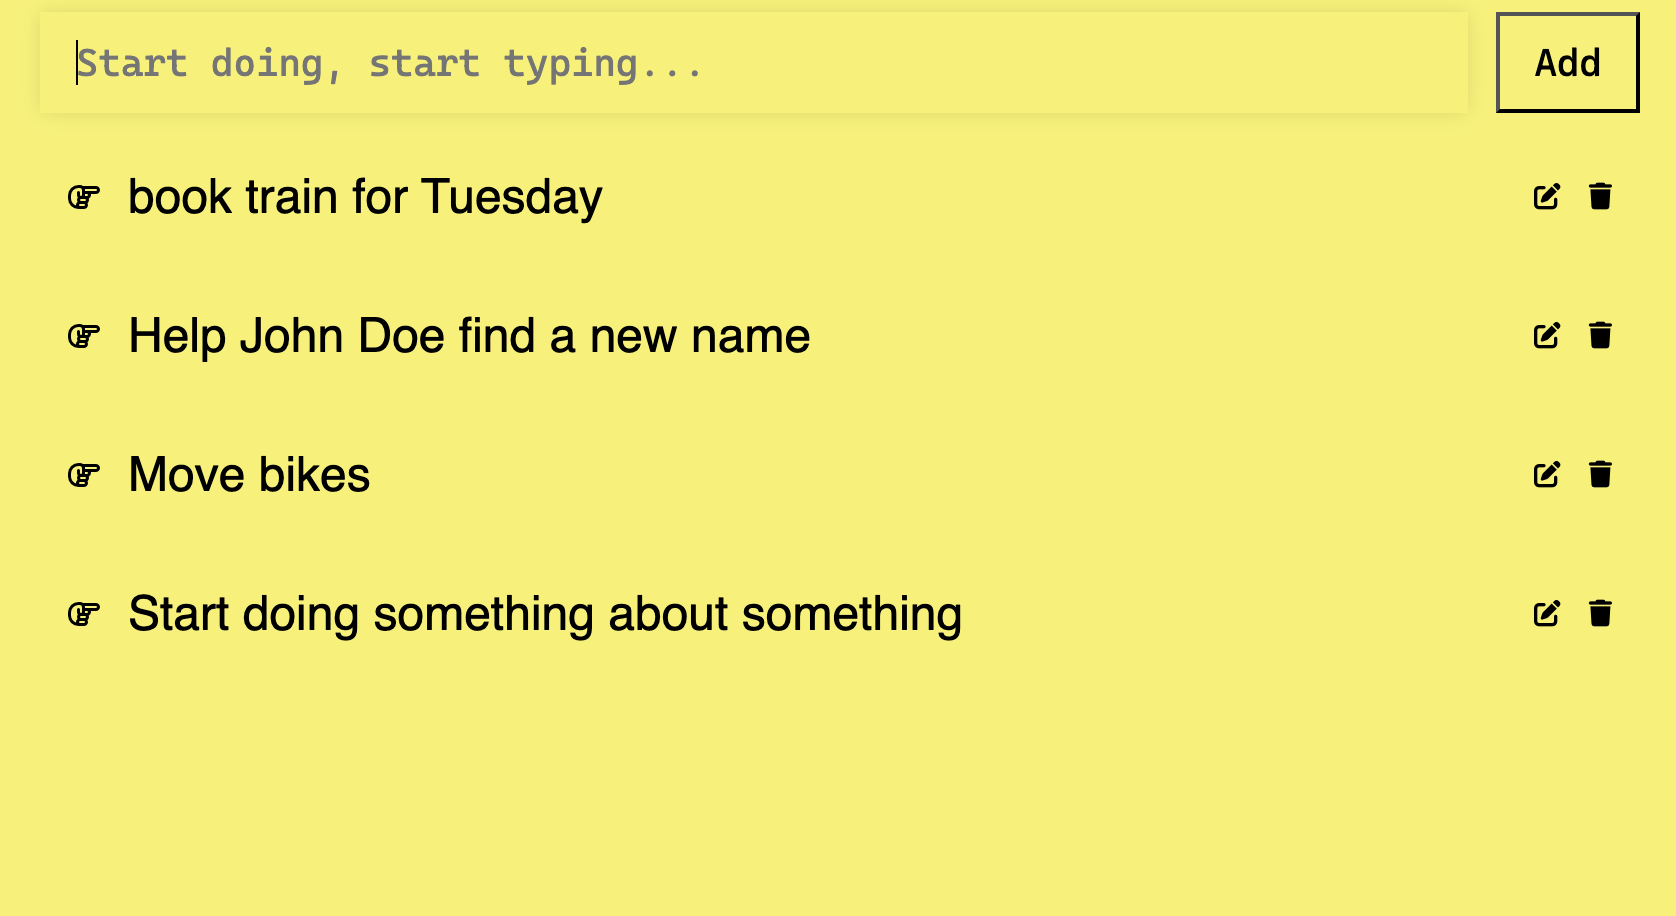 Start doing, start typing...
Add
book train for Tuesday
Help John Doe find a new name
Move bikes
Start doing something about something